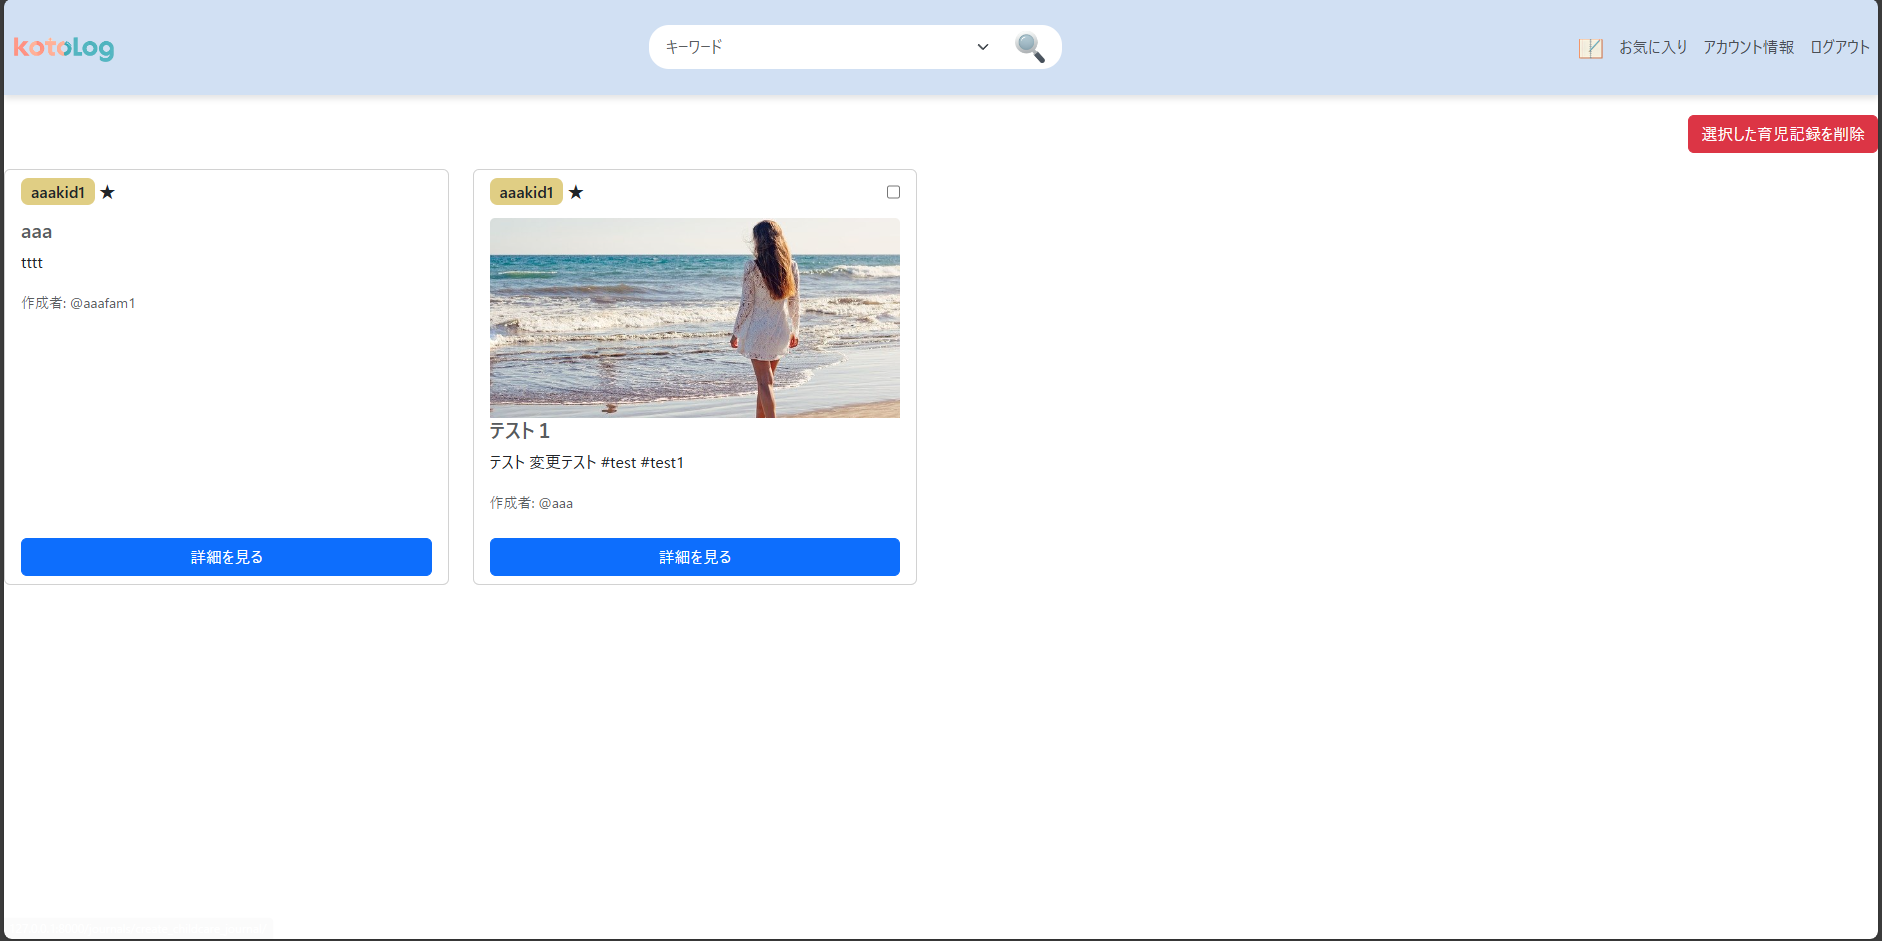 kotoLog
キーワード
お気に入り アカウント情報 ログアウト
選択した育児記録を削除
aaakid1 ★
aaa
tttt
作成者: @aaafam1
詳細を見る
aaakid1 ★
テスト１
テスト 変更テスト #test #test1
作成者: @aaa
詳細を見る